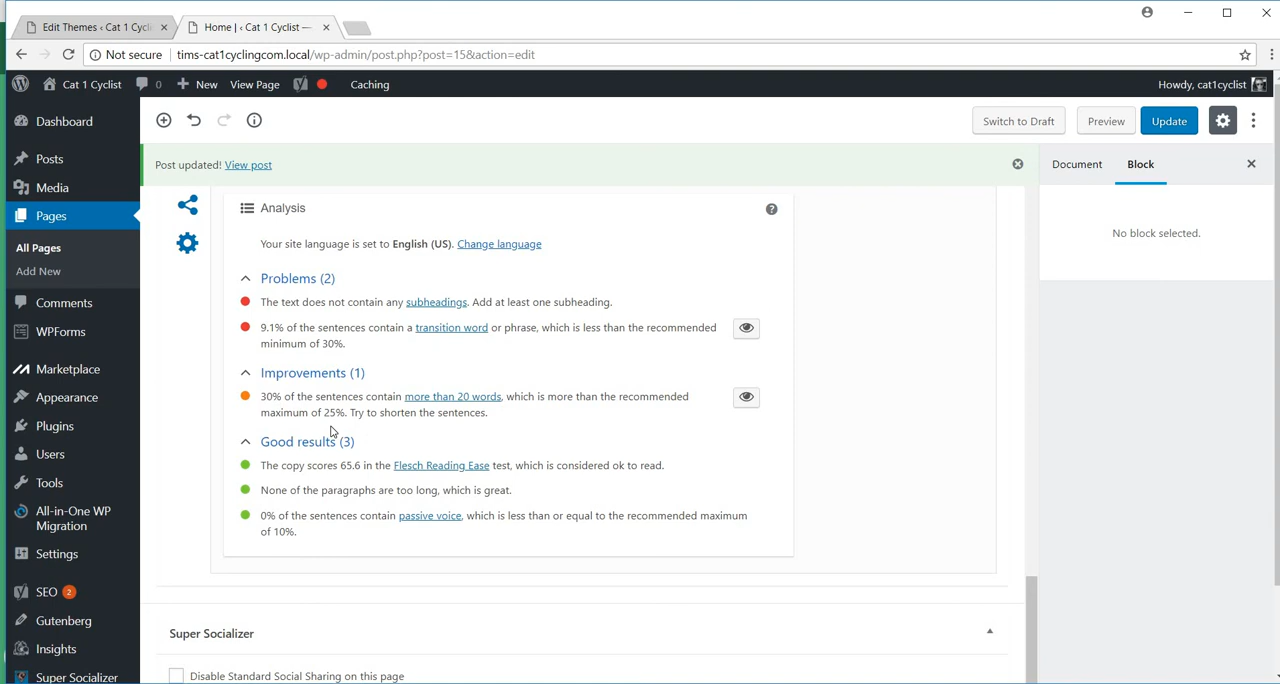 Edit Themes ‹ Cat 1 Cycli
Home | ‹ Cat 1 Cyclist —
Not secure
tims-cat1cyclingcom.local/wp-admin/post.php?post=15&action=edit
Cat 1 Cyclist
0
New
View Page
Caching
Howdy, cat1cyclist
Dashboard
Posts
Media
Pages
All Pages
Add New
Comments
WPForms
Marketplace
Appearance
Plugins
Users
Tools
All-in-One WP
Migration
Settings
SEO 2
Gutenberg
Insights
Super Socializer
Switch to Draft
Preview
Update
Post updated! View post
Document
Block
No block selected.
Analysis
Your site language is set to English (US). Change language
Problems (2)
The text does not contain any subheadings. Add at least one subheading.
9.1% of the sentences contain a transition word or phrase, which is less than the recommended
minimum of 30%.
Improvements (1)
30% of the sentences contain more than 20 words, which is more than the recommended
maximum of 25%. Try to shorten the sentences.
Good results (3)
The copy scores 65.6 in the Flesch Reading Ease test, which is considered ok to read.
None of the paragraphs are too long, which is great.
0% of the sentences contain passive voice, which is less than or equal to the recommended maximum
of 10%.
Super Socializer
Disable Standard Social Sharing on this page